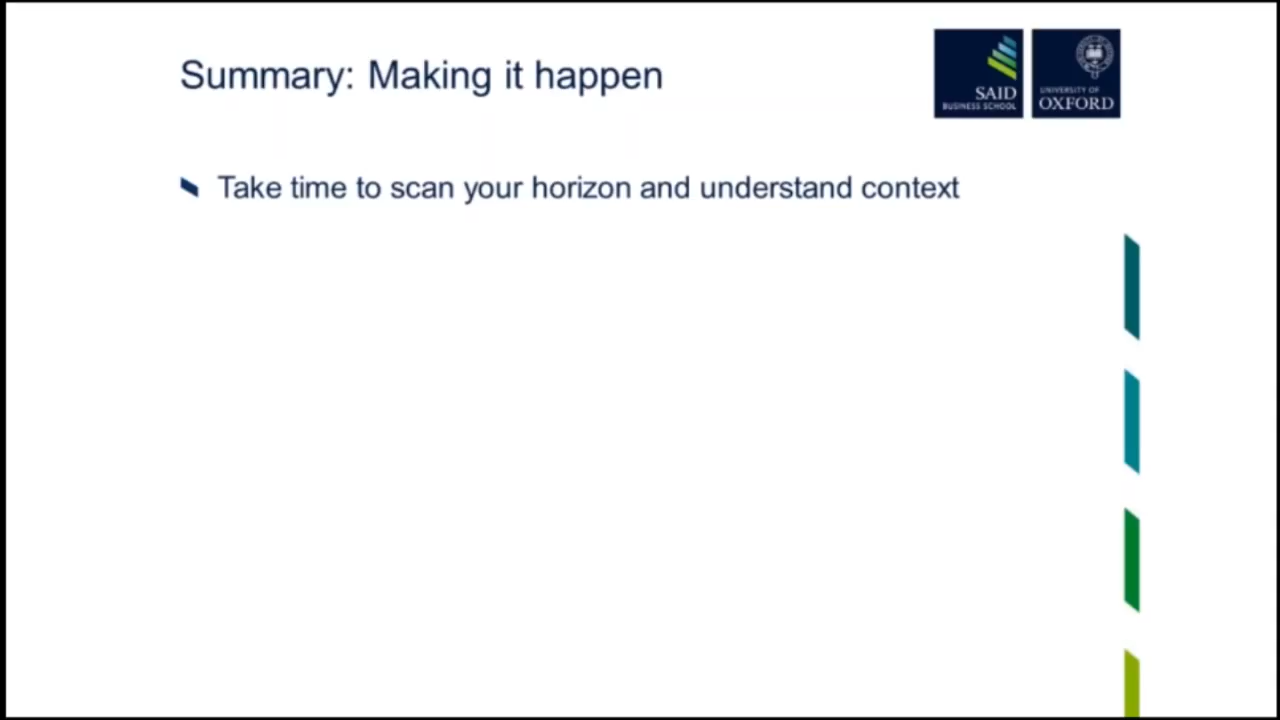 Summary: Making it happen
SAID
BUSINESS SCHOOL
UNIVERSITY OF
OXFORD
Take time to scan your horizon and understand context